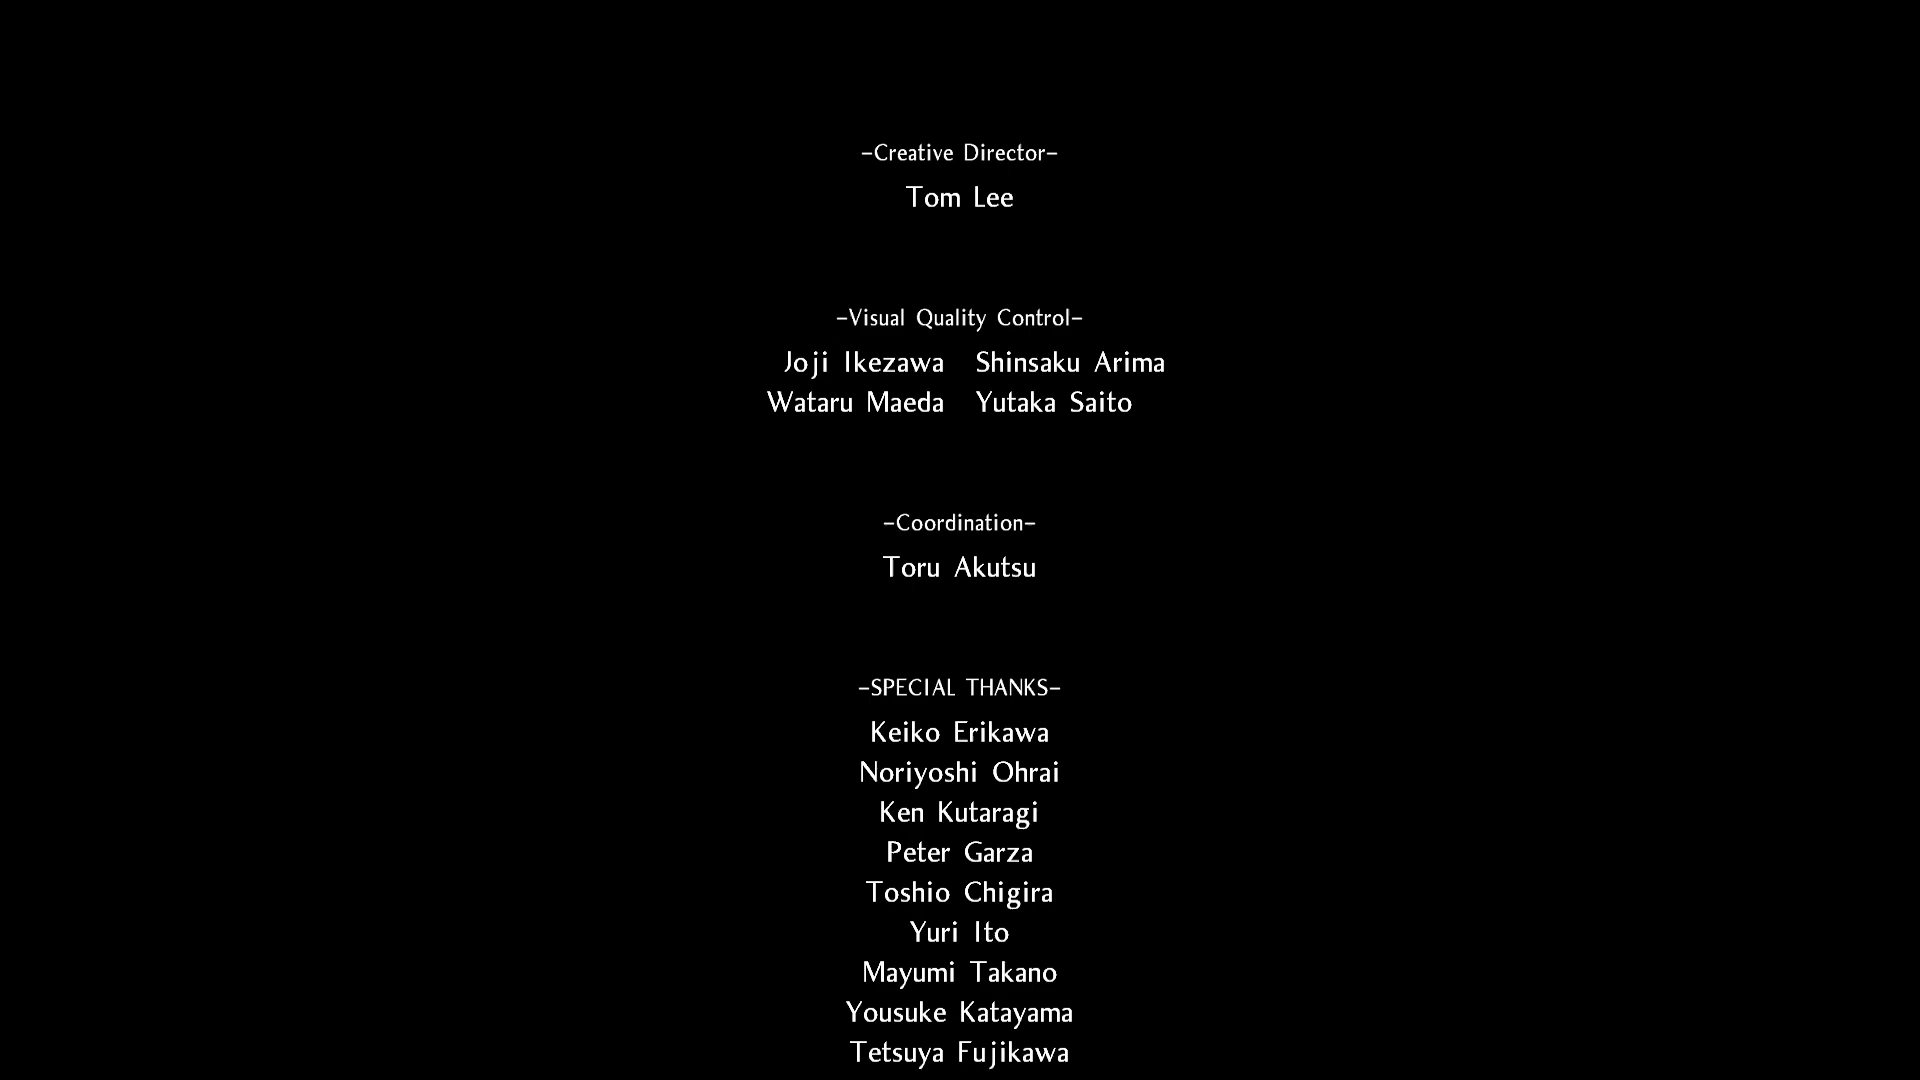 -Creative Director-
Tom Lee
-Visual Quality Control-
Joji Ikezawa Shinsaku Arima
Wataru Maeda Yutaka Saito
-Coordination-
Toru Akutsu
-SPECIAL THANKS-
Keiko Erikawa
Noriyoshi Ohrai
Ken Kutaragi
Peter Garza
Toshio Chigira
Yuri Ito
Mayumi Takano
Yousuke Katayama
Tetsuya Fujikawa